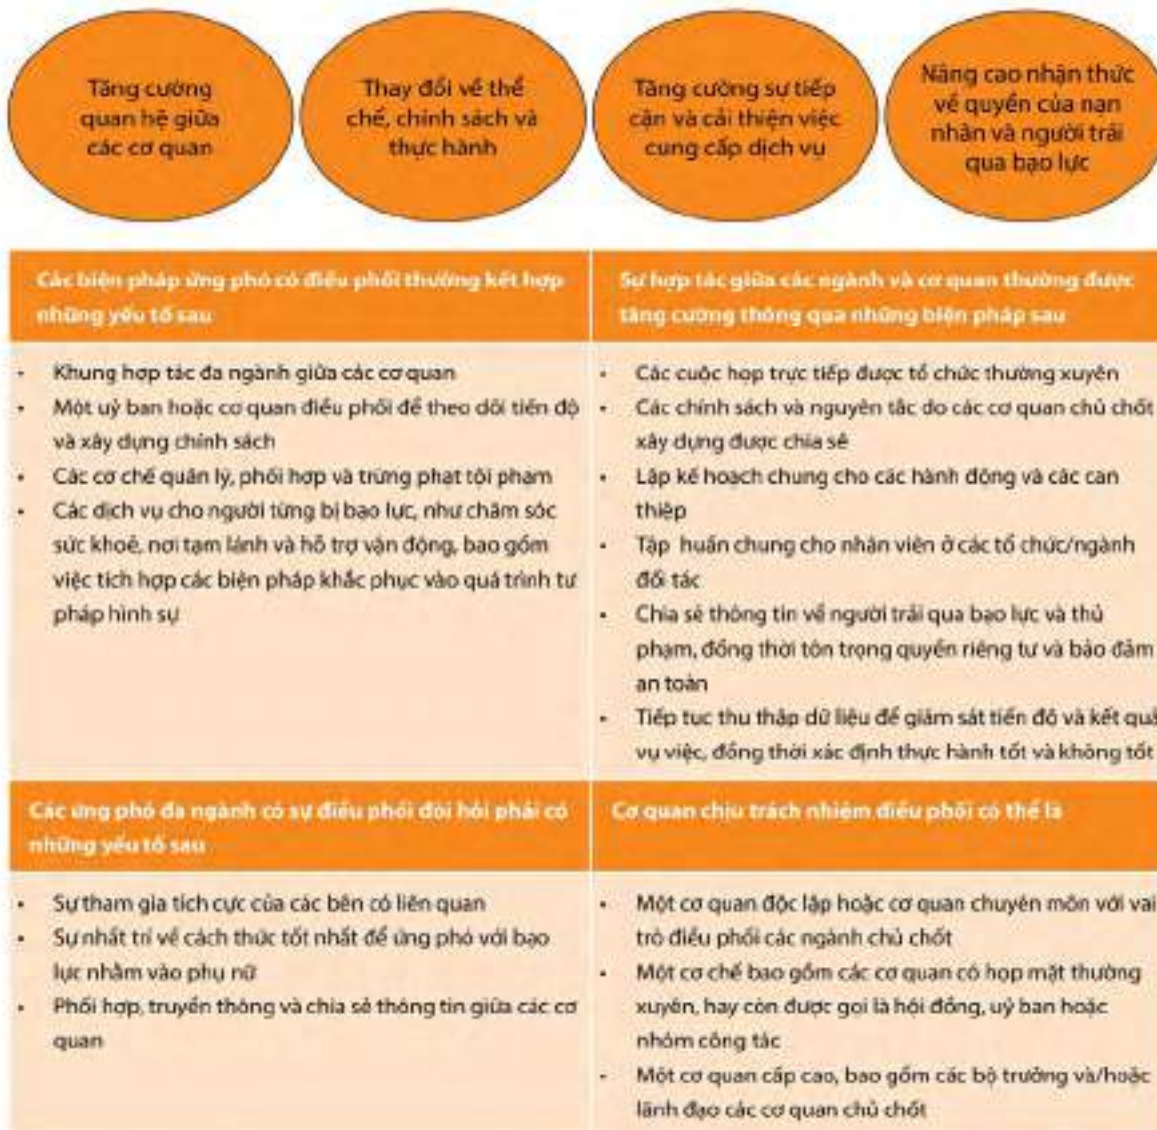 Tăng cường
quan hệ giữa
các cơ quan
Thay đổi về thể
chế, chính sách và
thực hành
Tăng cường sự tiếp
cận và cải thiện việc
cung cấp dịch vụ
Nâng cao nhận thức
về quyền của nạn
nhân và người trải
qua bạo lực
Các biện pháp ứng phó có điều phối thường kết hợp
những yếu tố sau
• Khung hợp tác đa ngành giữa các cơ quan
• Một uỷ ban hoặc cơ quan điều phối để theo dõi tiến độ
và xây dựng chính sách
• Các cơ chế quản lý, phối hợp và trừng phạt tội phạm
• Các dịch vụ cho người từng bị bạo lực, như chăm sóc
sức khoẻ, nơi tạm lánh và hỗ trợ vận động, bao gồm
việc tích hợp các biện pháp khắc phục vào quá trình tư
pháp hình sự
Sự hợp tác giữa các ngành và cơ quan thường được
tăng cường thông qua những biện pháp sau
• Các cuộc họp trực tiếp được tổ chức thường xuyên
• Các chính sách và nguyên tắc do các cơ quan chủ chốt
xây dựng được chia sẻ
• Lập kế hoạch chung cho các hành động và các can
thiệp
• Tập huấn chung cho nhân viên ở các tổ chức/ngành
đối tác
• Chia sẻ thông tin về người trải qua bạo lực và thủ
phạm, đồng thời tôn trọng quyền riêng tư và bảo đảm
an toàn
• Tiếp tục thu thập dữ liệu để giám sát tiến độ và kết quả
vụ việc, đồng thời xác định thực hành tốt và không tốt
Các ứng phó đa ngành có sự điều phối đòi hỏi phải có
những yếu tố sau
• Sự tham gia tích cực của các bên có liên quan
• Sự nhất trí về cách thức tốt nhất để ứng phó với bạo
lực nhằm vào phụ nữ
• Phối hợp, truyền thông và chia sẻ thông tin giữa các cơ
quan
Cơ quan chịu trách nhiệm điều phối có thể là
• Một cơ quan độc lập hoặc cơ quan chuyên môn với vai
trò điều phối các ngành chủ chốt
• Một cơ chế bao gồm các cơ quan có họp mặt thường
xuyên, hay còn được gọi là hội đồng, uỷ ban hoặc
nhóm công tác
- Một cơ quan cấp cao, bao gồm các bộ trưởng và/hoặc
lãnh đạo các cơ quan chủ chốt